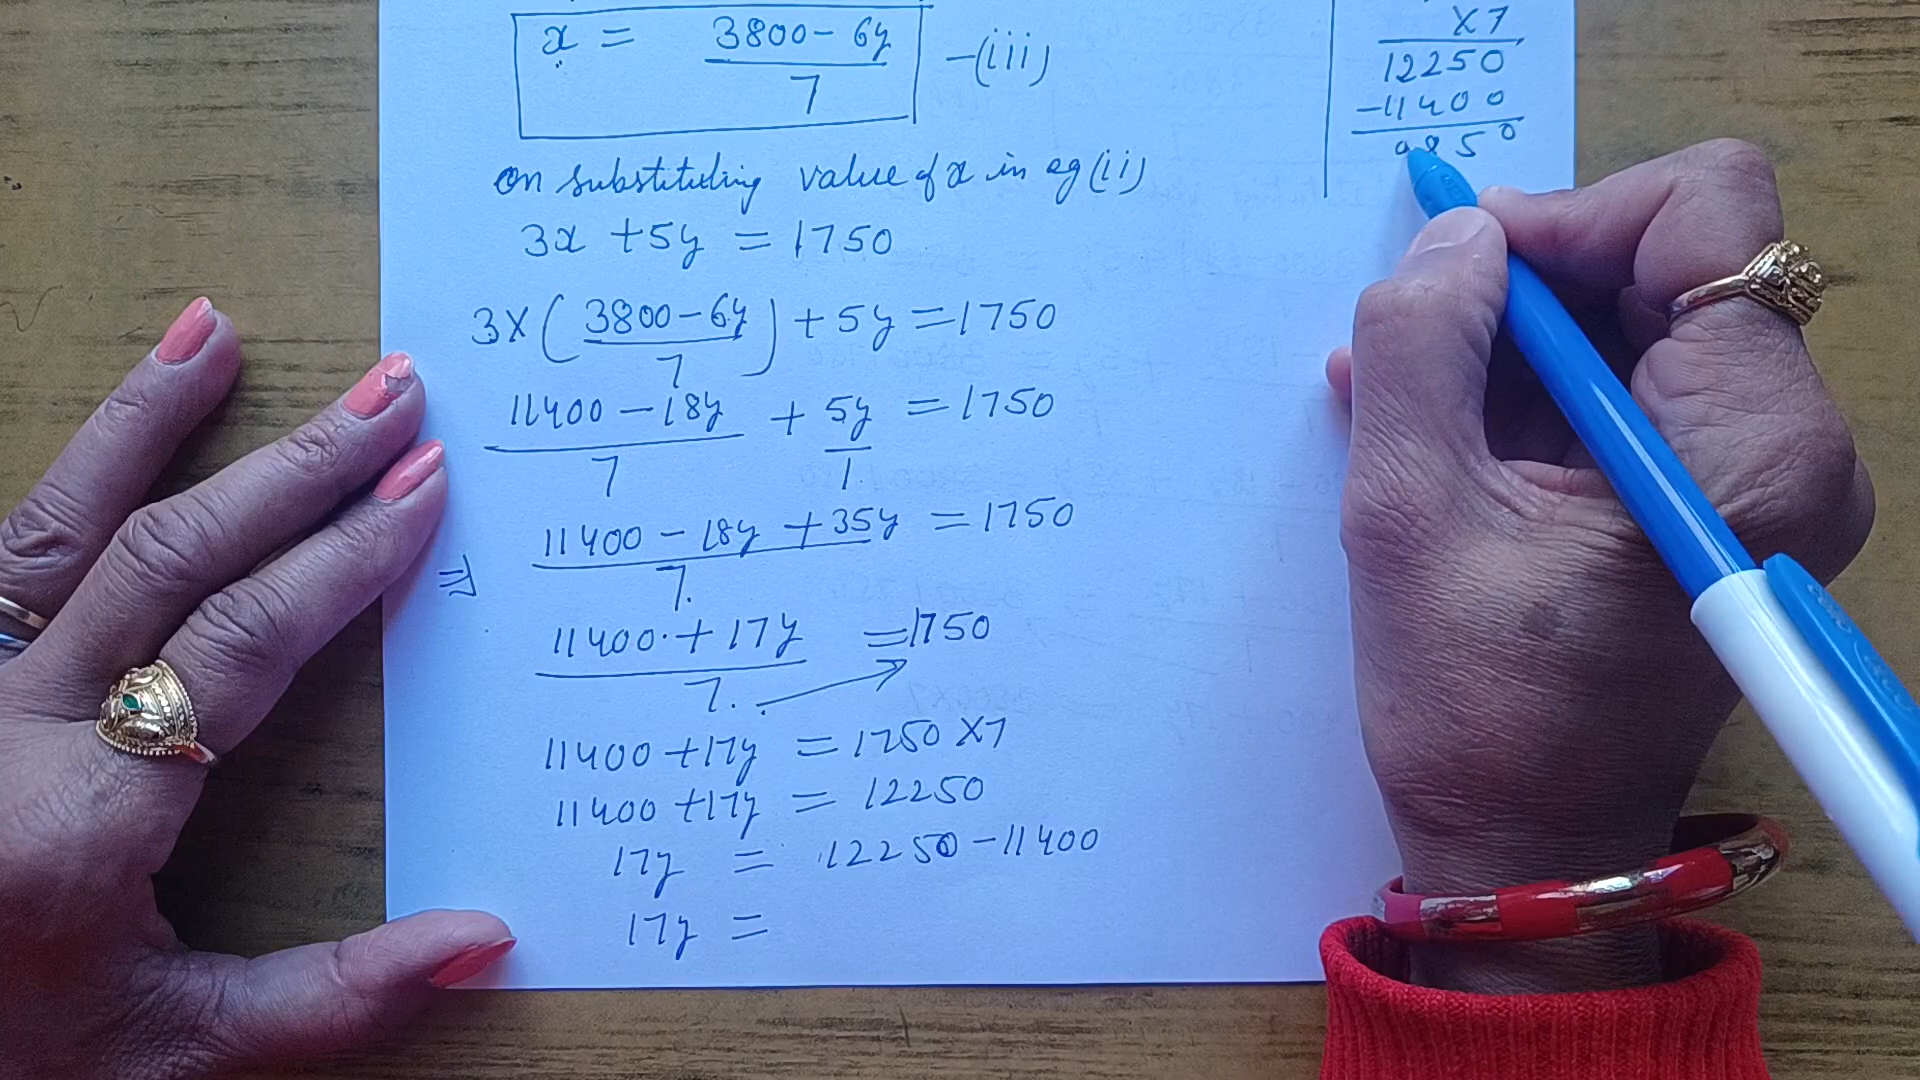 x = 3800 - 6y / 7 -(iii)
on substituting value of x in eq (ii)
3x + 5y = 1750
3 × ( 3800 - 6y / 7 ) + 5y = 1750
11400 - 18y / 7 + 5y / 1. = 1750
⇒ 11400 - 18y + 35y / 7. = 1750
11400 + 17y / 7. = 1750
11400 + 17y = 1750 × 7
11400 + 17y = 12250
17y = 12250 - 11400
17y =
×7
12250
-11400
0850